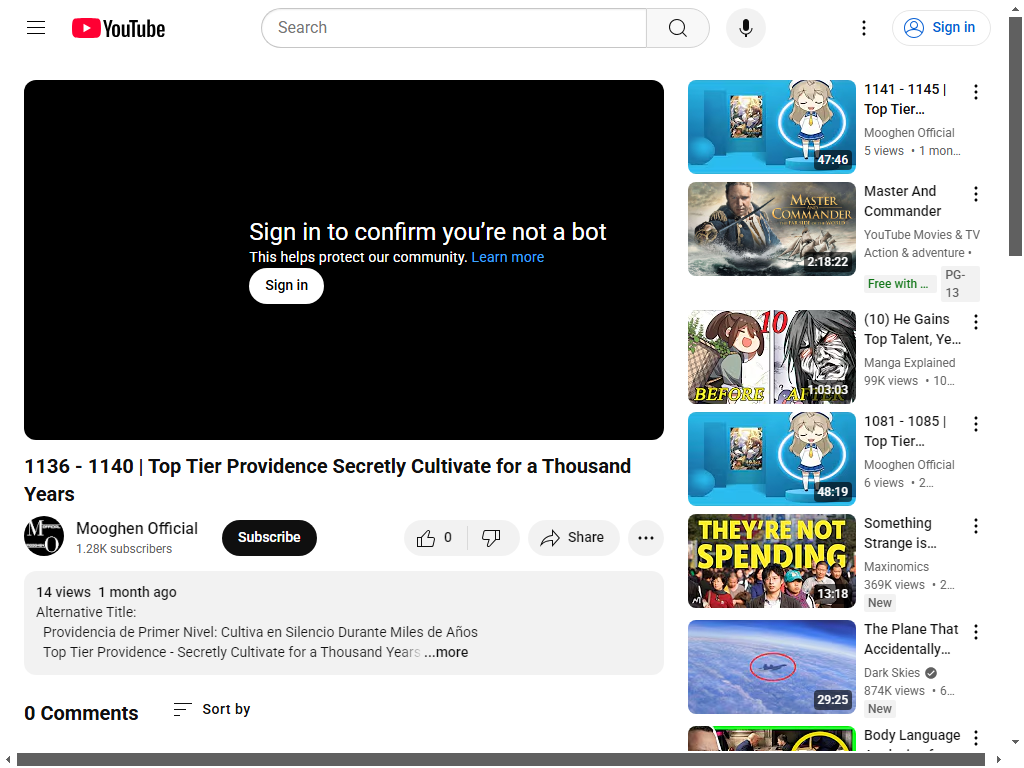 YouTube
Search
Sign in
Sign in to confirm you’re not a bot
This helps protect our community. Learn more
Sign in
1136 - 1140 | Top Tier Providence Secretly Cultivate for a Thousand
Years
Mooghen Official
1.28K subscribers
Subscribe
0
Share
14 views 1 month ago
Alternative Title:
Providencia de Primer Nivel: Cultiva en Silencio Durante Miles de Años
Top Tier Providence - Secretly Cultivate for a Thousand Years ...more
0 Comments
Sort by
47:46
1141 - 1145 |
Top Tier…
Mooghen Official
5 views • 1 mon…
MASTER
AND
COMMANDER
2:18:22
Master And
Commander
YouTube Movies & TV
Action & adventure •
Free with …
PG-
13
10
BEFORE
1:03:03
(10) He Gains
Top Talent, Ye…
Manga Explained
99K views • 10…
48:19
1081 - 1085 |
Top Tier…
Mooghen Official
6 views • 2…
THEY'RE NOT
SPENDING
13:18
Something
Strange is…
Maxinomics
369K views • 2…
New
29:25
The Plane That
Accidentally…
Dark Skies
874K views • 6…
New
Body Language